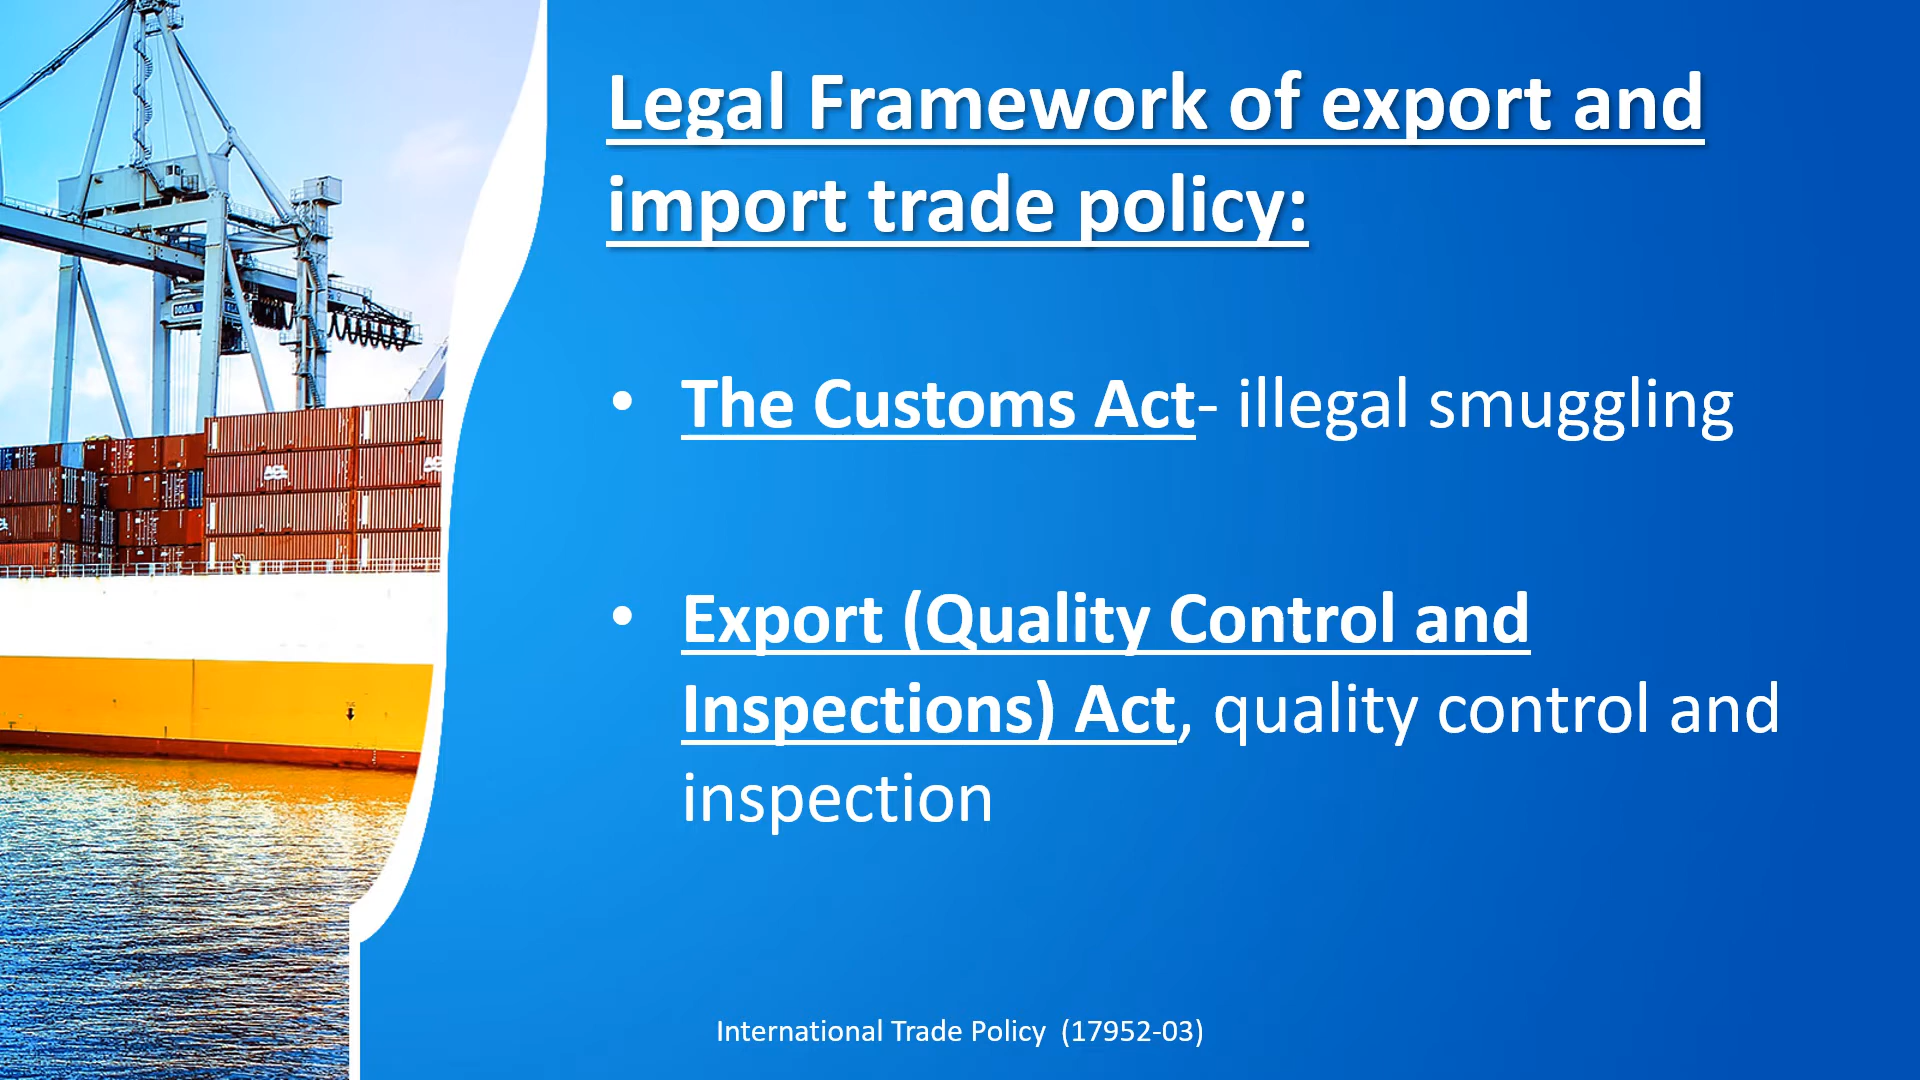 Legal Framework of export and
import trade policy:
• The Customs Act- illegal smuggling
• Export (Quality Control and
Inspections) Act, quality control and
inspection
International Trade Policy (17952-03)
ACL